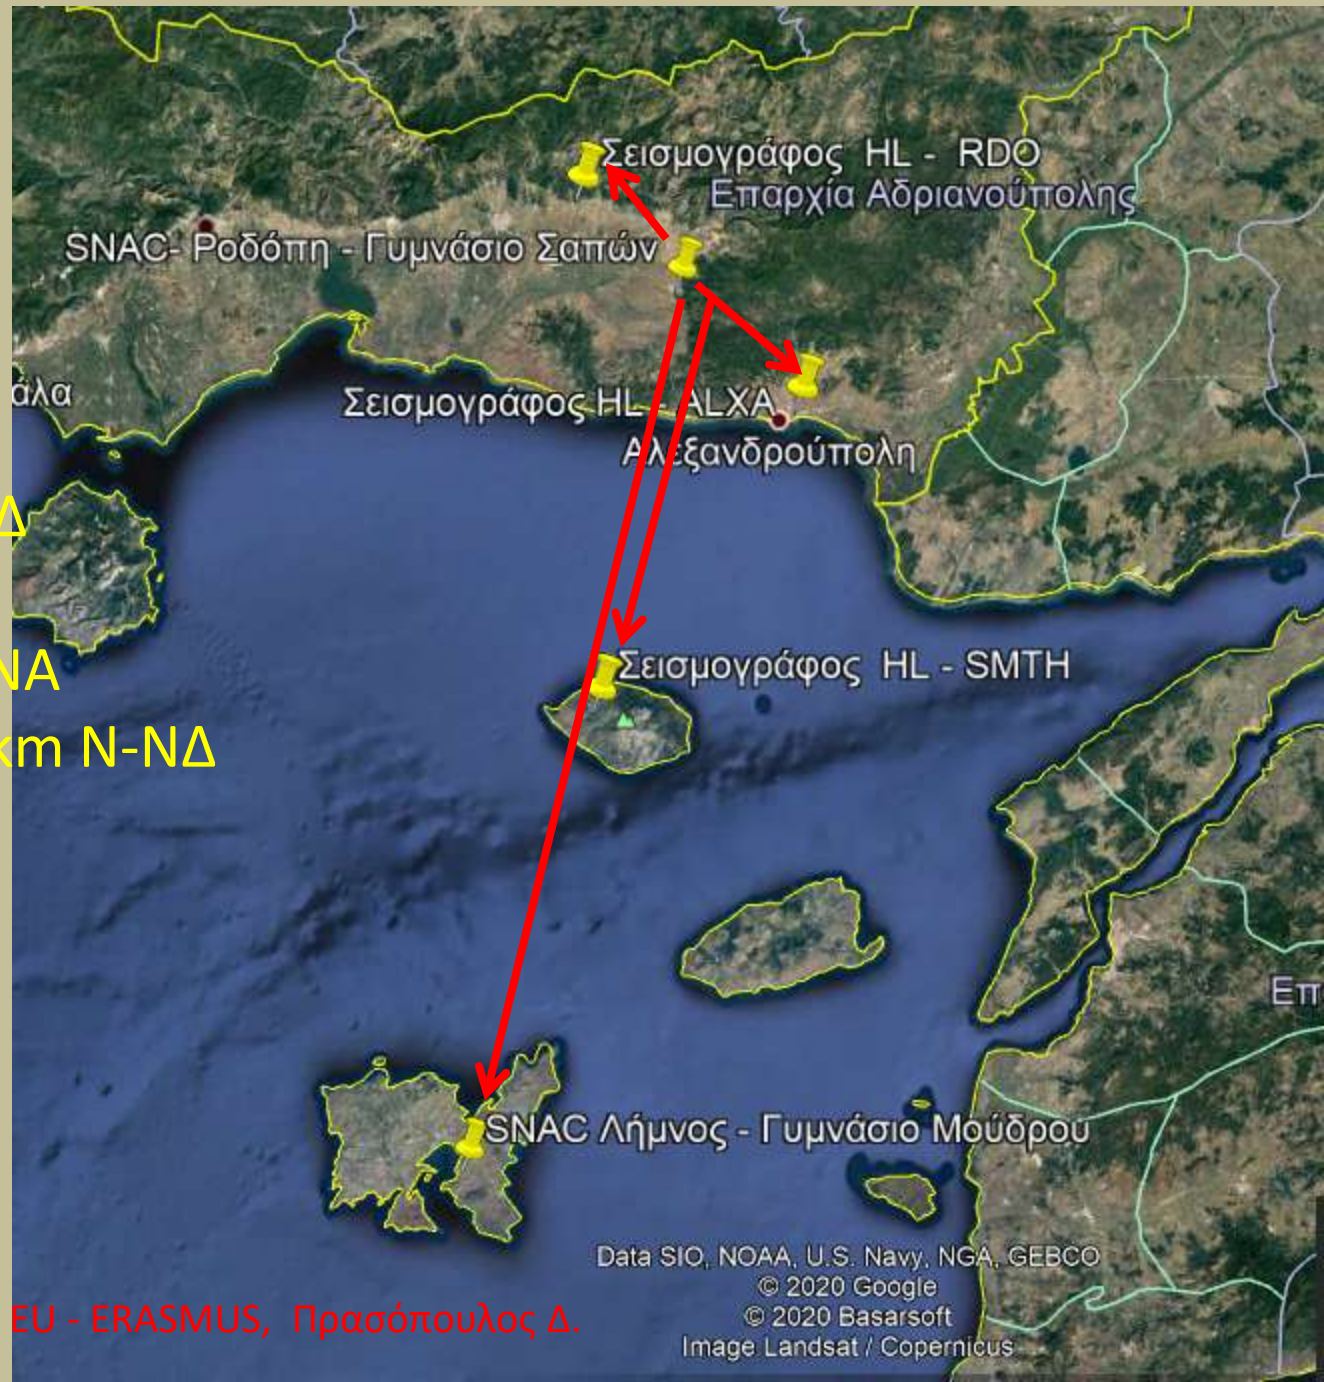 Σεισμογράφος HL - RDO
Επαρχία Αδριανούπολης
SNAC- Ροδόπη - Γυμνάσιο Σαπών
άλα
Σεισμογράφος HL - ALXA
Αλεξανδρούπολη
Δ
ΝΑ
Σεισμογράφος HL - SMTH
km Ν-ΝΔ
Επ
SNAC Λήμνος - Γυμνάσιο Μούδρου
Data SIO, NOAA, U.S. Navy, NGA, GEBCO
© 2020 Google
© 2020 Basarsoft
Image Landsat / Copernicus
EU - ERASMUS, Πρασόπουλος Δ.